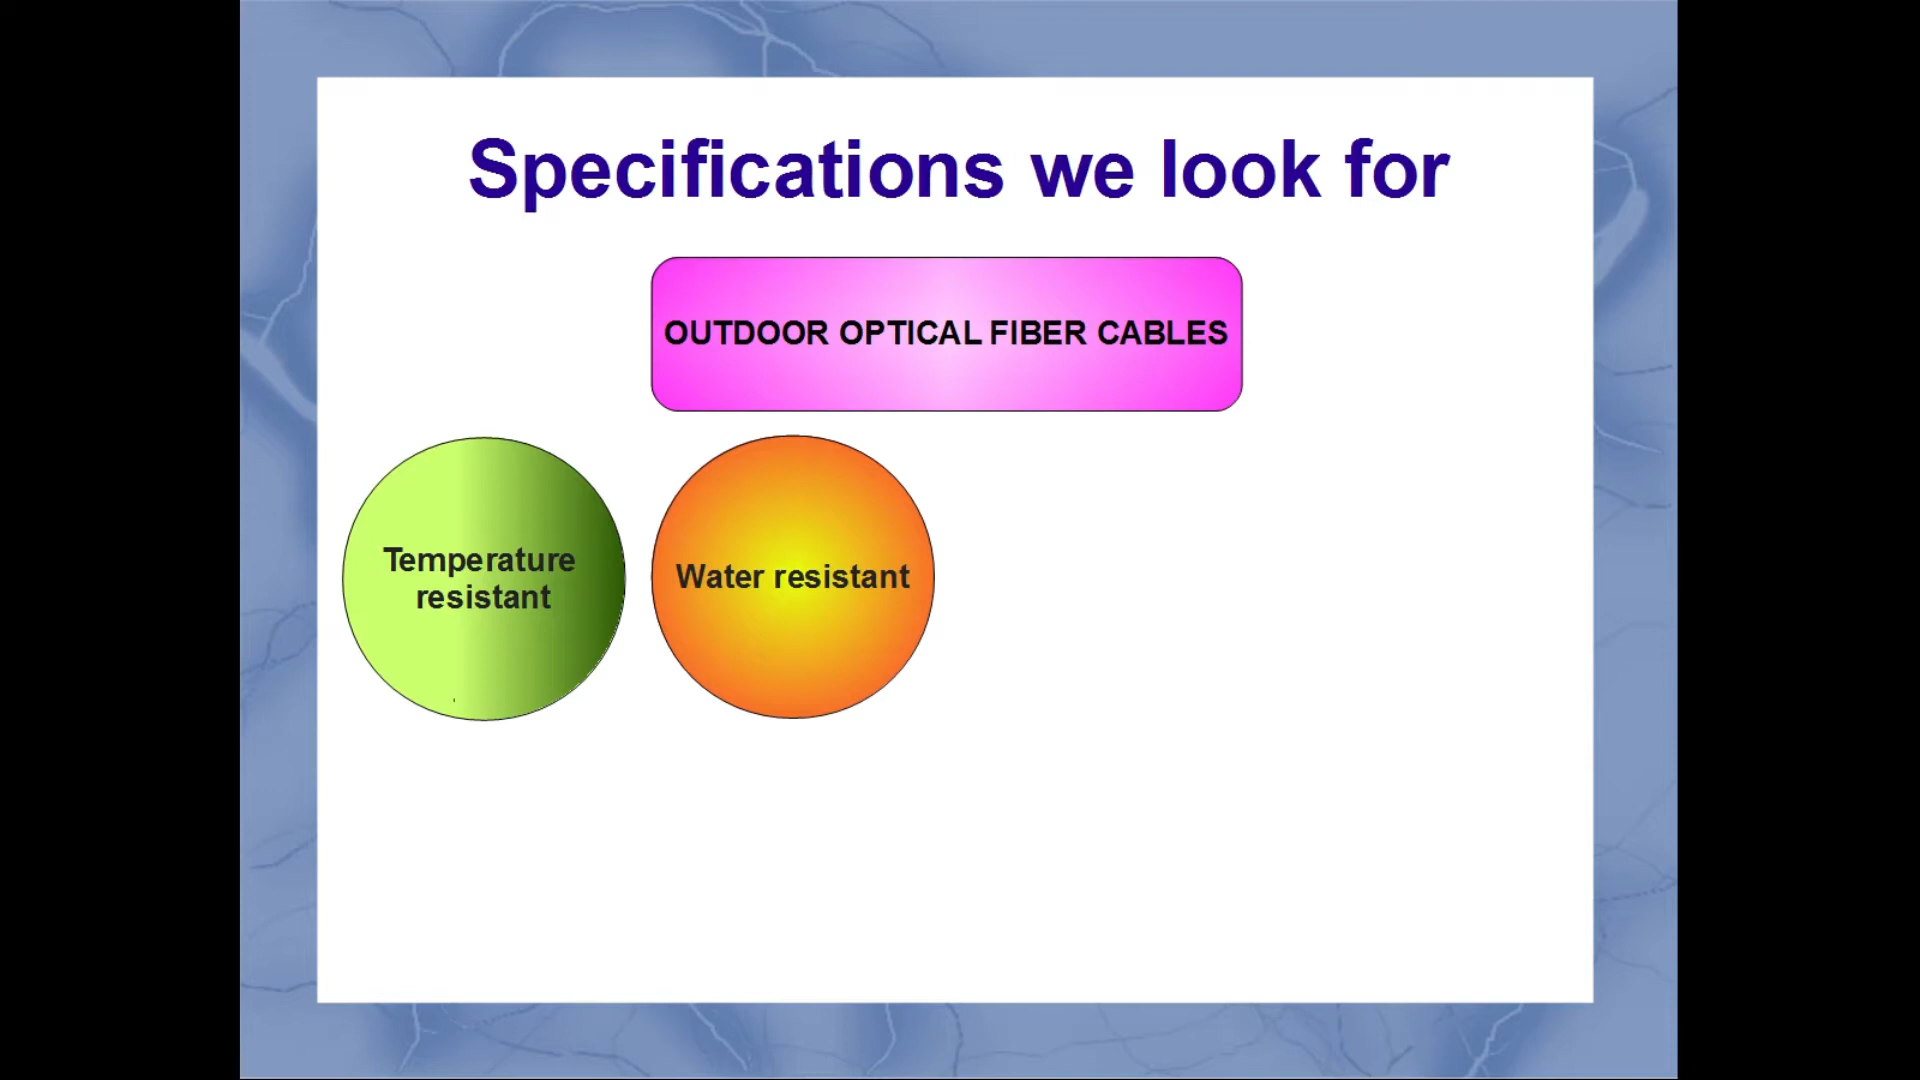 Specifications we look for
OUTDOOR OPTICAL FIBER CABLES
Temperature
resistant
Water resistant